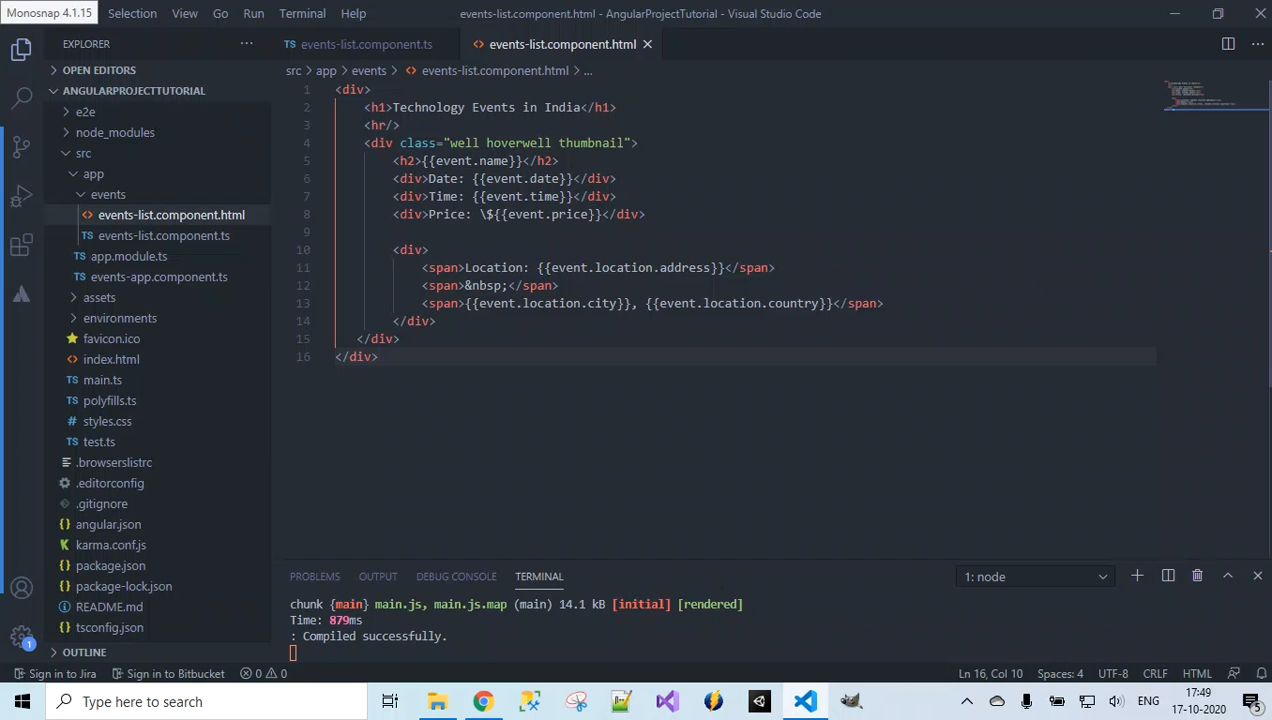 Monosnap 4.1.15
Selection View Go Run Terminal Help
events-list.component.html - AngularProjectTutorial - Visual Studio Code
EXPLORER
OPEN EDITORS
ANGULARPROJECTTUTORIAL
e2e
node_modules
src
app
events
events-list.component.html
events-list.component.ts
app.module.ts
events-app.component.ts
assets
environments
favicon.ico
index.html
main.ts
polyfills.ts
styles.css
test.ts
.browserslistrc
.editorconfig
.gitignore
angular.json
karma.conf.js
package.json
package-lock.json
README.md
tsconfig.json
OUTLINE
events-list.component.ts events-list.component.html
src > app > events > events-list.component.html > ...
1 <div>
2 <h1>Technology Events in India</h1>
3 <hr/>
4 <div class="well hoverwell thumbnail">
5 <h2>{{event.name}}</h2>
6 <div>Date: {{event.date}}</div>
7 <div>Time: {{event.time}}</div>
8 <div>Price: \${{event.price}}</div>
9
10 <div>
11 <span>Location: {{event.location.address}}</span>
12 <span>&nbsp;</span>
13 <span>{{event.location.city}}, {{event.location.country}}</span>
14 </div>
15 </div>
16 </div>
PROBLEMS OUTPUT DEBUG CONSOLE TERMINAL
1: node
chunk {main} main.js, main.js.map (main) 14.1 kB [initial] [rendered]
Time: 879ms
: Compiled successfully.
1
Sign in to Jira Sign in to Bitbucket 0 0
Ln 16, Col 10 Spaces: 4 UTF-8 CRLF HTML
Type here to search
ENG
17:49
17-10-2020
5